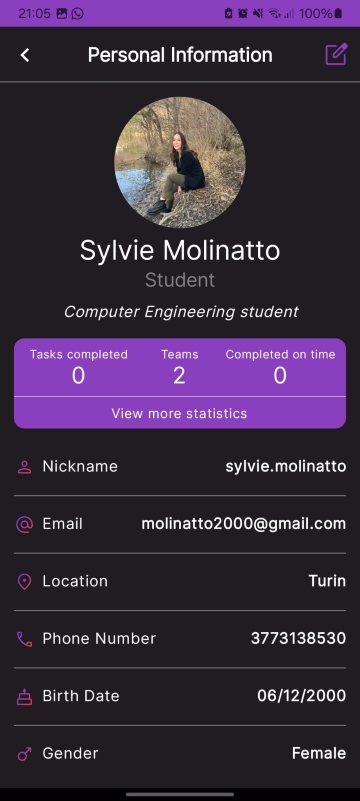 21:05 100%
Personal Information
Sylvie Molinatto
Student
Computer Engineering student
Tasks completed Teams Completed on time
0 2 0
View more statistics
Nickname sylvie.molinatto
Email molinatto2000@gmail.com
Location Turin
Phone Number 3773138530
Birth Date 06/12/2000
Gender Female